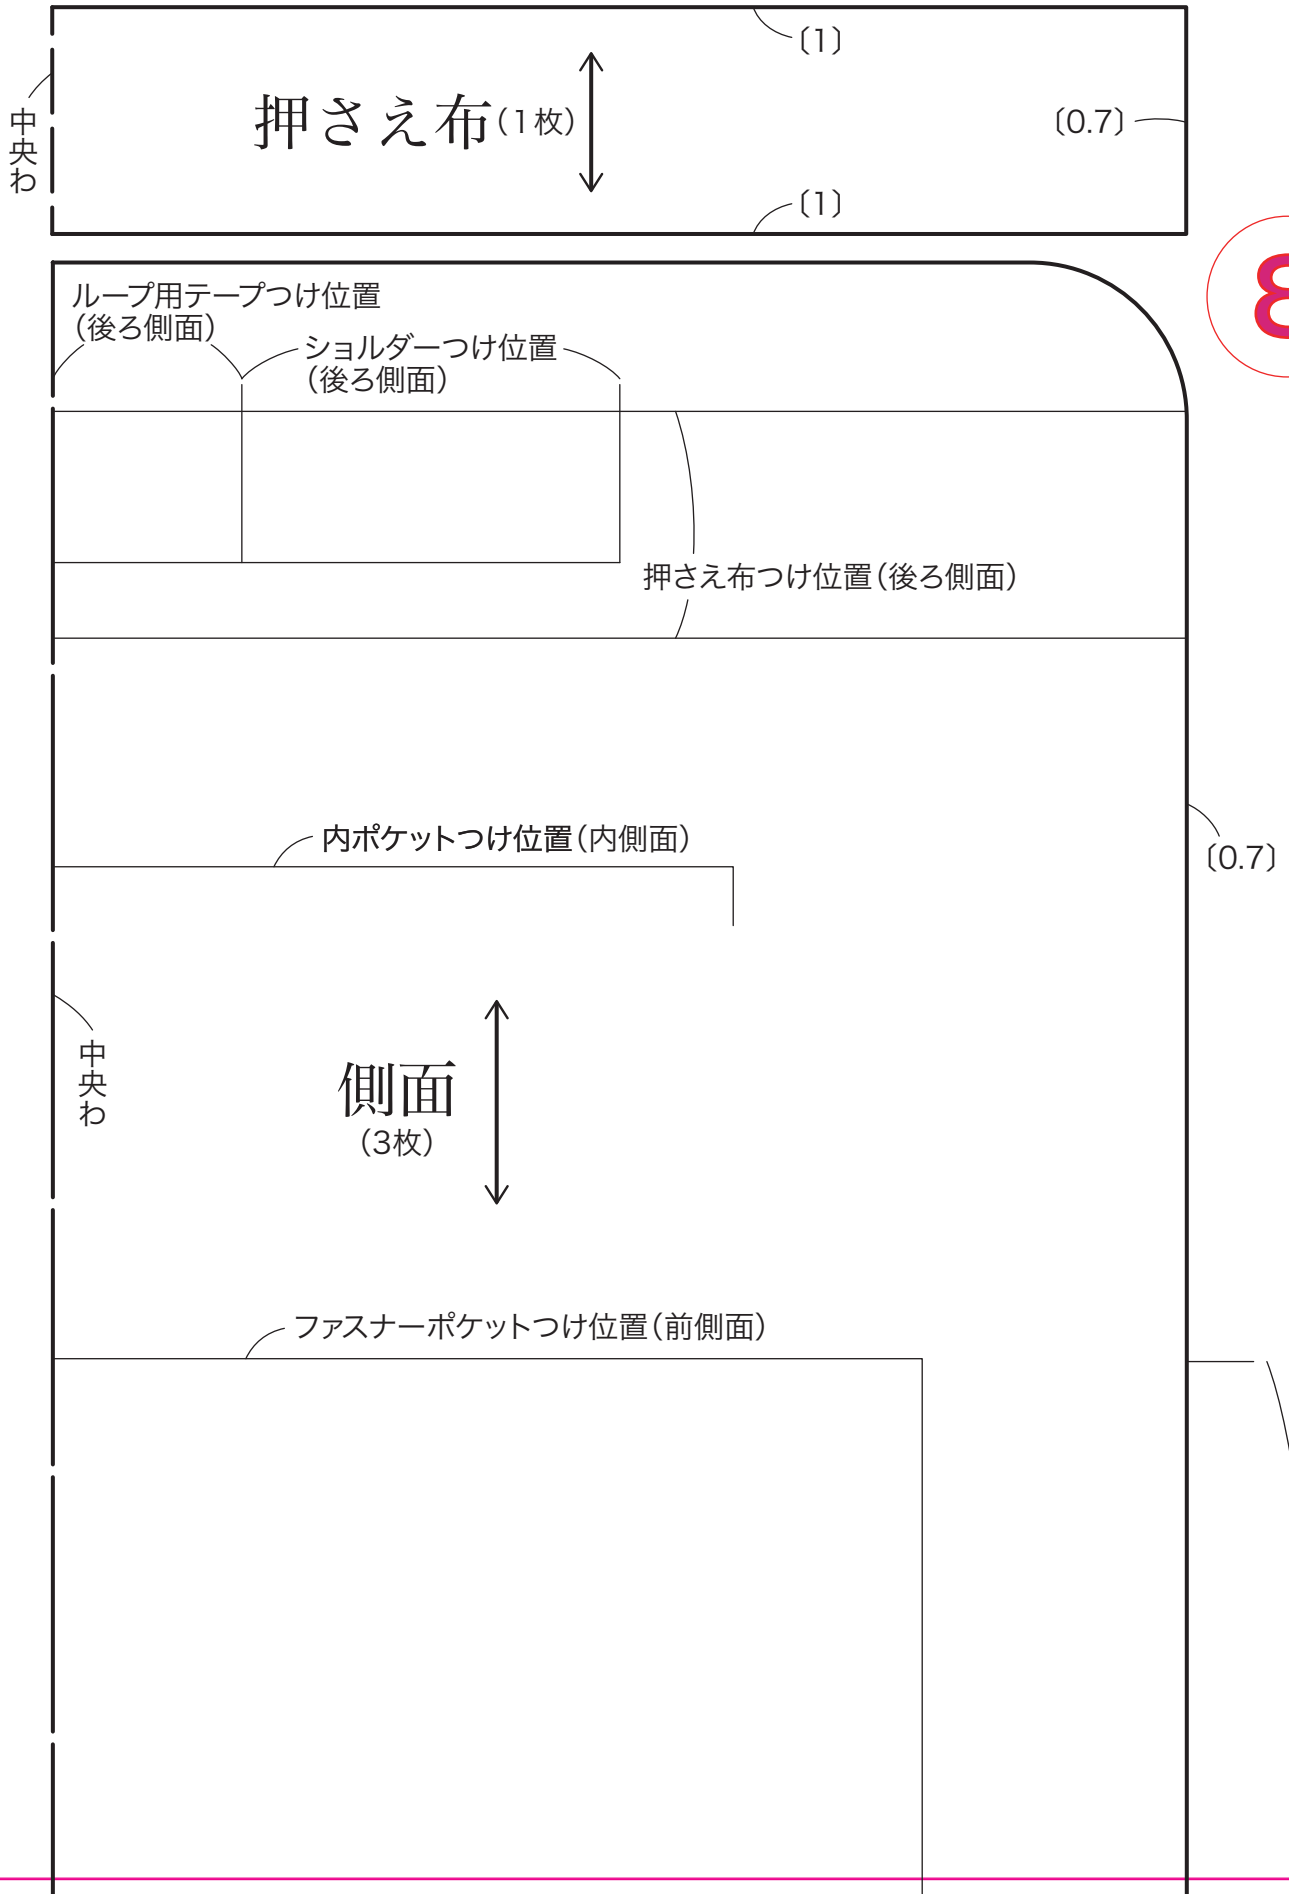 〔1〕
押さえ布(1枚)
〔0.7〕
中央わ
〔1〕
8
ループ用テープつけ位置
(後ろ側面)
ショルダーつけ位置
(後ろ側面)
押さえ布つけ位置(後ろ側面)
内ポケットつけ位置(内側面)
〔0.7〕
中央わ
側面
(3枚)
ファスナーポケットつけ位置(前側面)